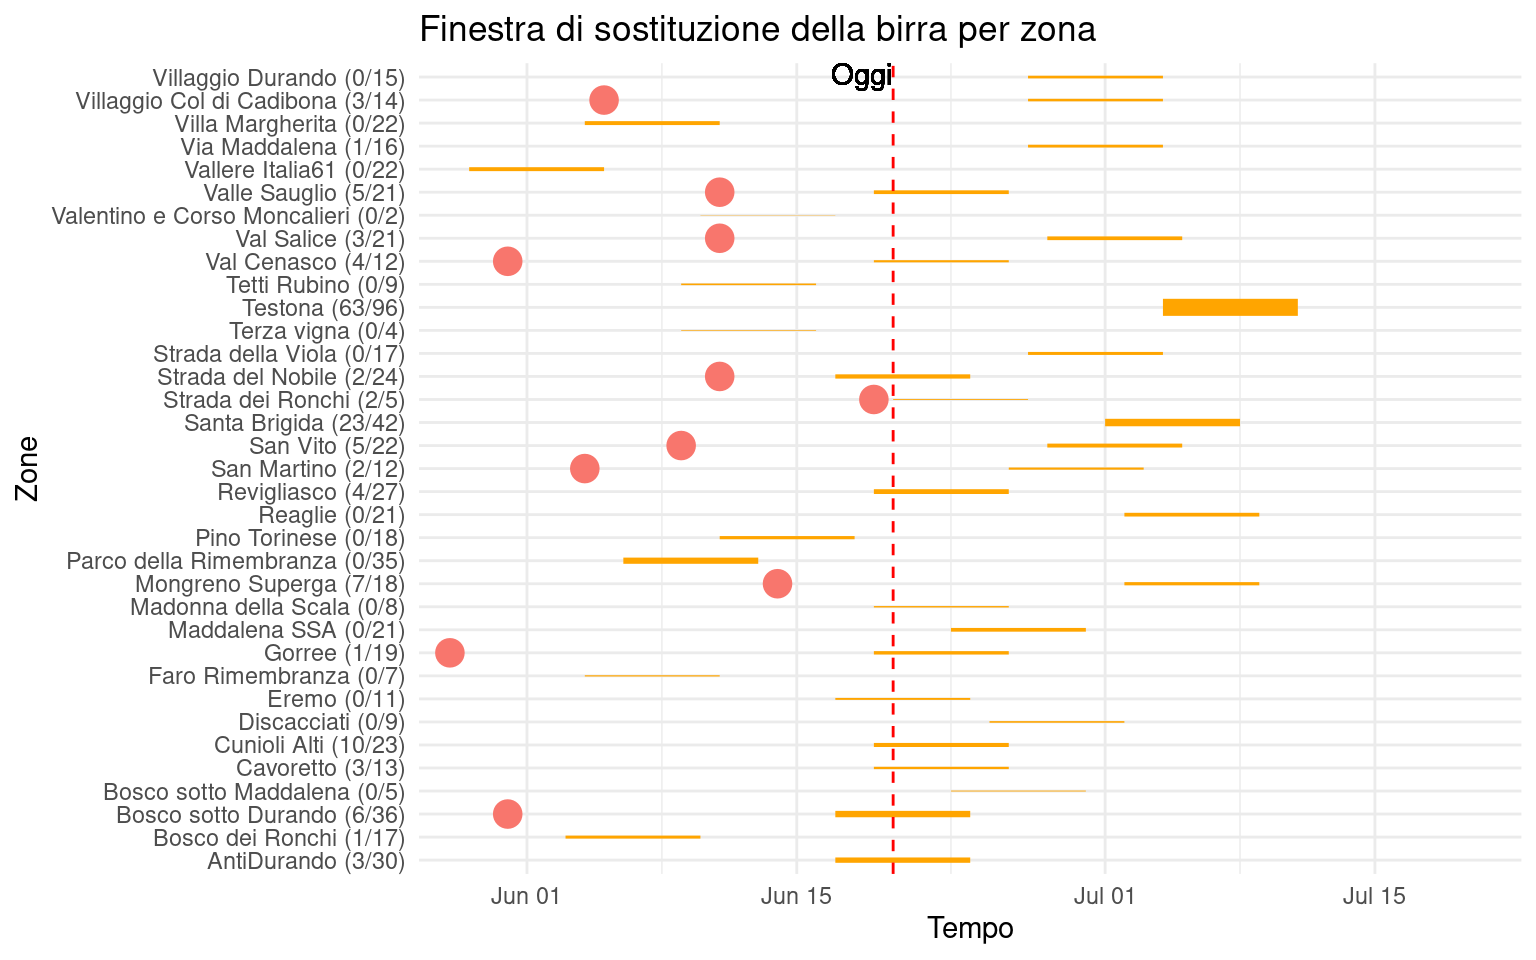 Finestra di sostituzione della birra per zona
Oggi
Villaggio Durando (0/15)
Villaggio Col di Cadibona (3/14)
Villa Margherita (0/22)
Via Maddalena (1/16)
Vallere Italia61 (0/22)
Valle Sauglio (5/21)
Valentino e Corso Moncalieri (0/2)
Val Salice (3/21)
Val Cenasco (4/12)
Tetti Rubino (0/9)
Testona (63/96)
Terza vigna (0/4)
Strada della Viola (0/17)
Strada del Nobile (2/24)
Strada dei Ronchi (2/5)
Santa Brigida (23/42)
San Vito (5/22)
San Martino (2/12)
Revigliasco (4/27)
Reaglie (0/21)
Pino Torinese (0/18)
Parco della Rimembranza (0/35)
Mongreno Superga (7/18)
Madonna della Scala (0/8)
Maddalena SSA (0/21)
Gorree (1/19)
Faro Rimembranza (0/7)
Eremo (0/11)
Discacciati (0/9)
Cunioli Alti (10/23)
Cavoretto (3/13)
Bosco sotto Maddalena (0/5)
Bosco sotto Durando (6/36)
Bosco dei Ronchi (1/17)
AntiDurando (3/30)
Zone
Jun 01 Jun 15 Jul 01 Jul 15
Tempo